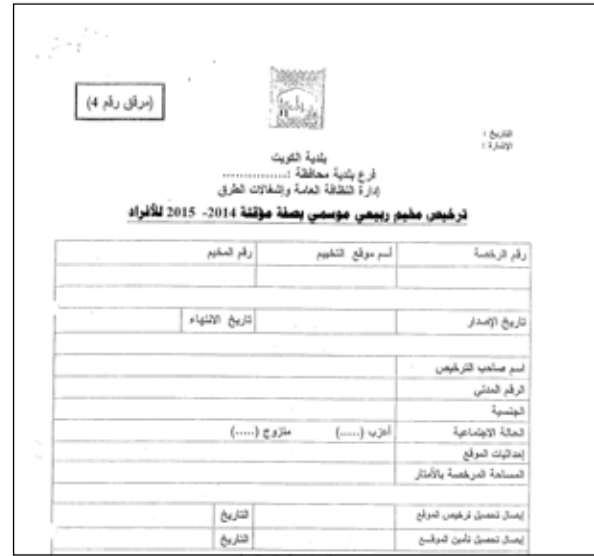 (مرفق رقم 4)
التاريخ :
الإشارة :
بلدية الكويت
فرع بلدية محافظة :................
إدارة النظافة العامة وإشغالات الطرق
ترخيص مخيم ربيعي موسمي بصفة مؤقتة 2014- 2015 للأفراد
رقم الرخصة أسم موقع التخييم رقم المخيم
تاريخ الإصدار تاريخ الانتهاء
اسم صاحب الترخيص
الرقم المدني
الجنسية
الحالة الاجتماعية أعزب (.....) متزوج (.....)
إحداثيات الموقع
المساحة المرخصة بالأمتار
إيصال تحصيل ترخيص الموقع التاريخ
إيصال تحصيل تأمين الموقع التاريخ